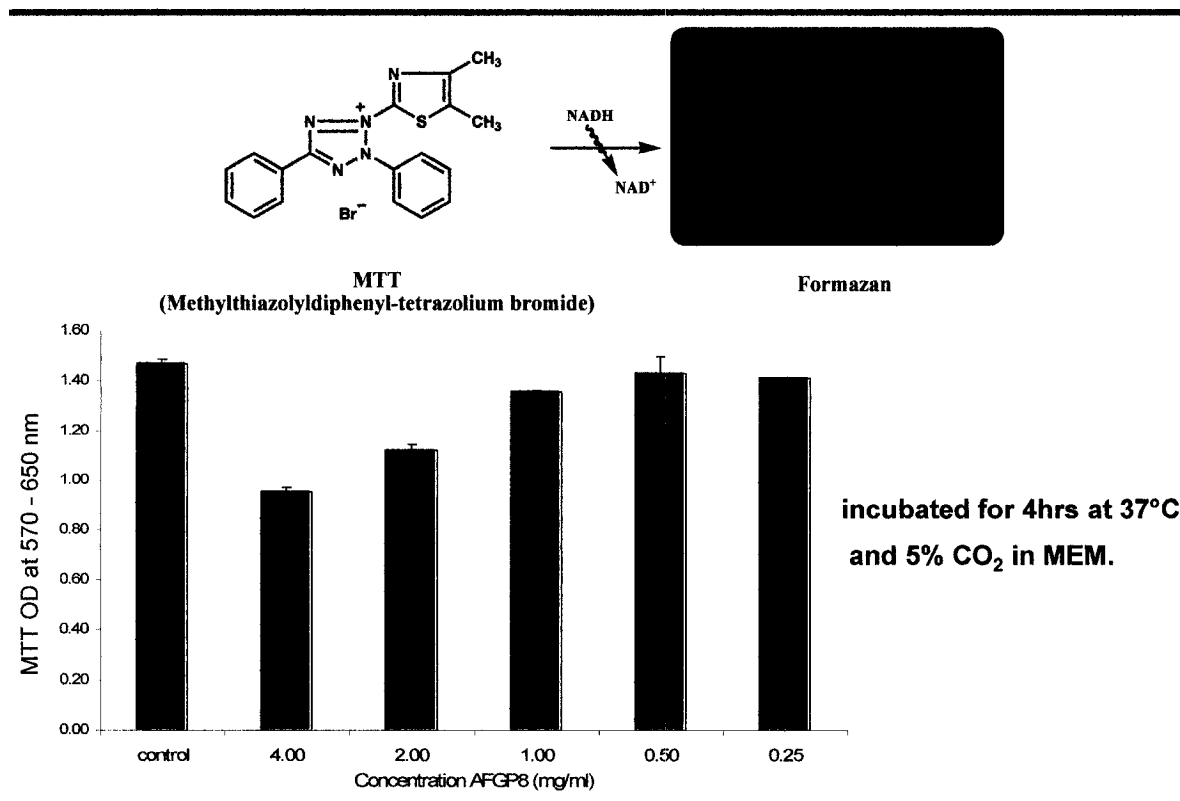 N
CH₃
CH₃
S
+
N
N
N
N
Br⁻
NADH
NAD⁺
MTT
(Methylthiazolyldiphenyl-tetrazolium bromide)
Formazan
1.60
1.40
1.20
1.00
0.80
0.60
0.40
0.20
0.00
MTT OD at 570 - 650 nm
control
4.00
2.00
1.00
0.50
0.25
Concentration AFGP8 (mg/ml)
incubated for 4hrs at 37°C
and 5% CO₂ in MEM.